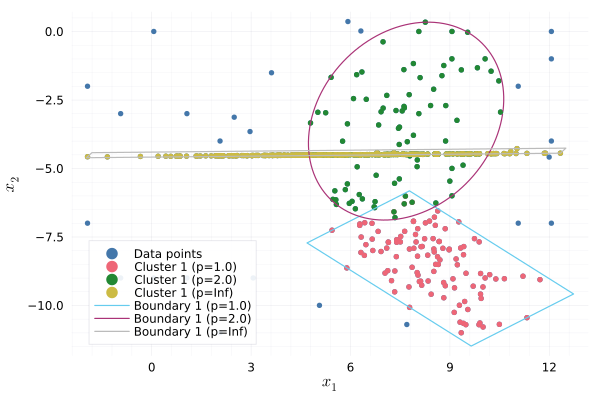 0.0
−2.5
−5.0
−7.5
−10.0
x2
Data points
Cluster 1 (p=1.0)
Cluster 1 (p=2.0)
Cluster 1 (p=Inf)
Boundary 1 (p=1.0)
Boundary 1 (p=2.0)
Boundary 1 (p=Inf)
0 3 6 9 12
x1